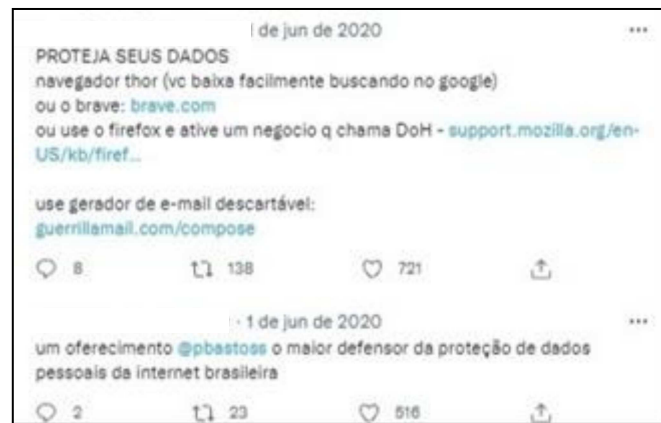 1 de jun de 2020
PROTEJA SEUS DADOS
navegador thor (vc baixa facilmente buscando no google)
ou o brave: brave.com
ou use o firefox e ative um negocio q chama DoH - support.mozilla.org/en-
US/kb/firef...
use gerador de e-mail descartável:
guerrillamail.com/compose
8 138 721
· 1 de jun de 2020
um oferecimento @pbastoss o maior defensor da proteção de dados
pessoais da internet brasileira
2 23 516